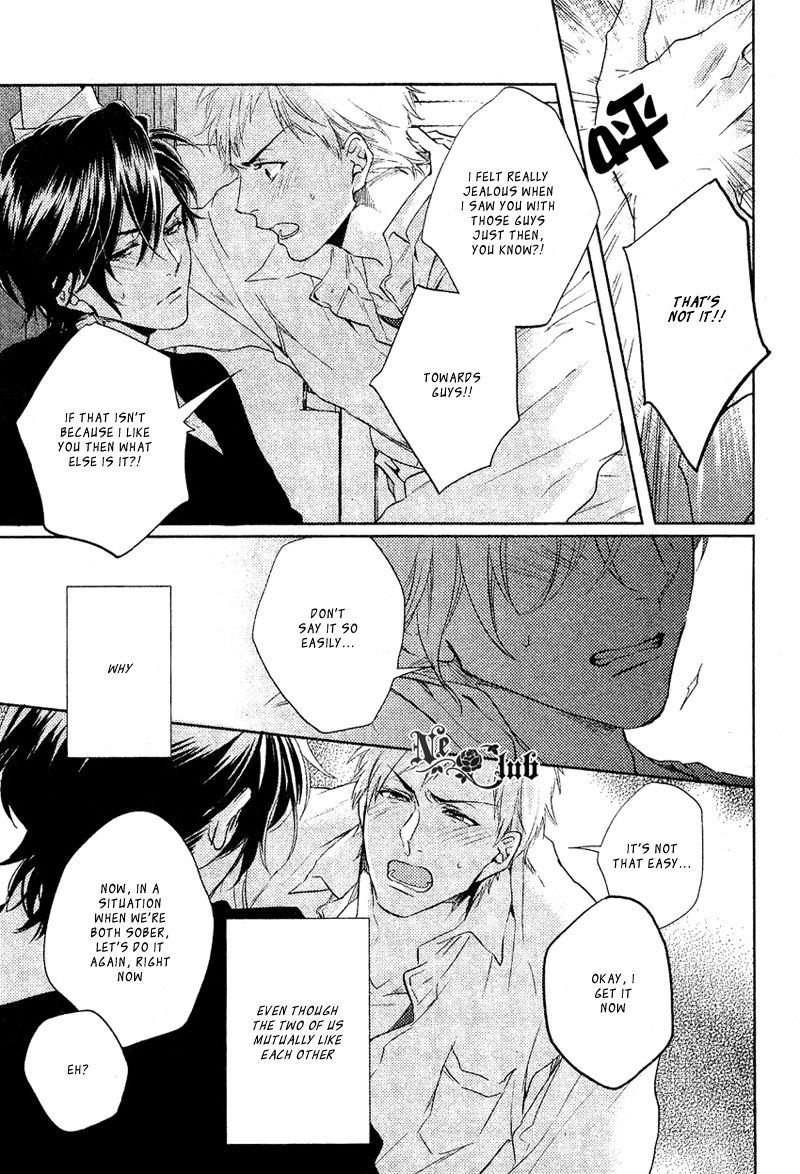 呼
THAT'S
NOT IT!!
I FELT REALLY
JEALOUS WHEN
I SAW YOU WITH
THOSE GUYS
JUST THEN,
YOU KNOW?!
TOWARDS
GUYS!!
IF THAT ISN'T
BECAUSE I LIKE
YOU THEN WHAT
ELSE IS IT?!
DON'T
SAY IT SO
EASILY...
WHY
Ne Club
IT'S NOT
THAT EASY...
OKAY, I
GET IT
NOW
EVEN THOUGH
THE TWO OF US
MUTUALLY LIKE
EACH OTHER
NOW, IN A
SITUATION
WHEN WE'RE
BOTH SOBER,
LET'S DO IT
AGAIN, RIGHT
NOW
EH?